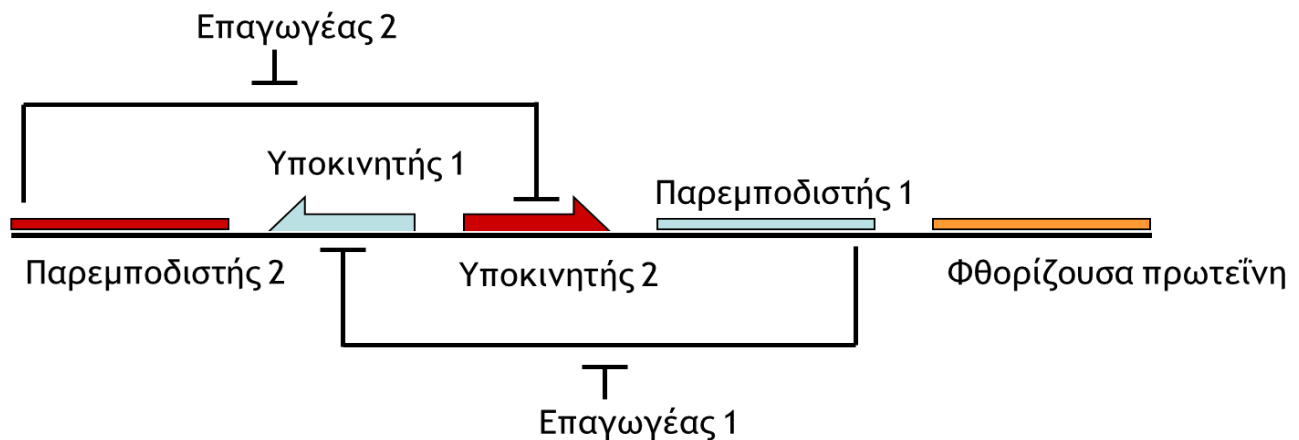 Επαγωγέας 2
Υποκινητής 1
Παρεμποδιστής 1
Παρεμποδιστής 2
Υποκινητής 2
Φθορίζουσα πρωτεΐνη
Επαγωγέας 1